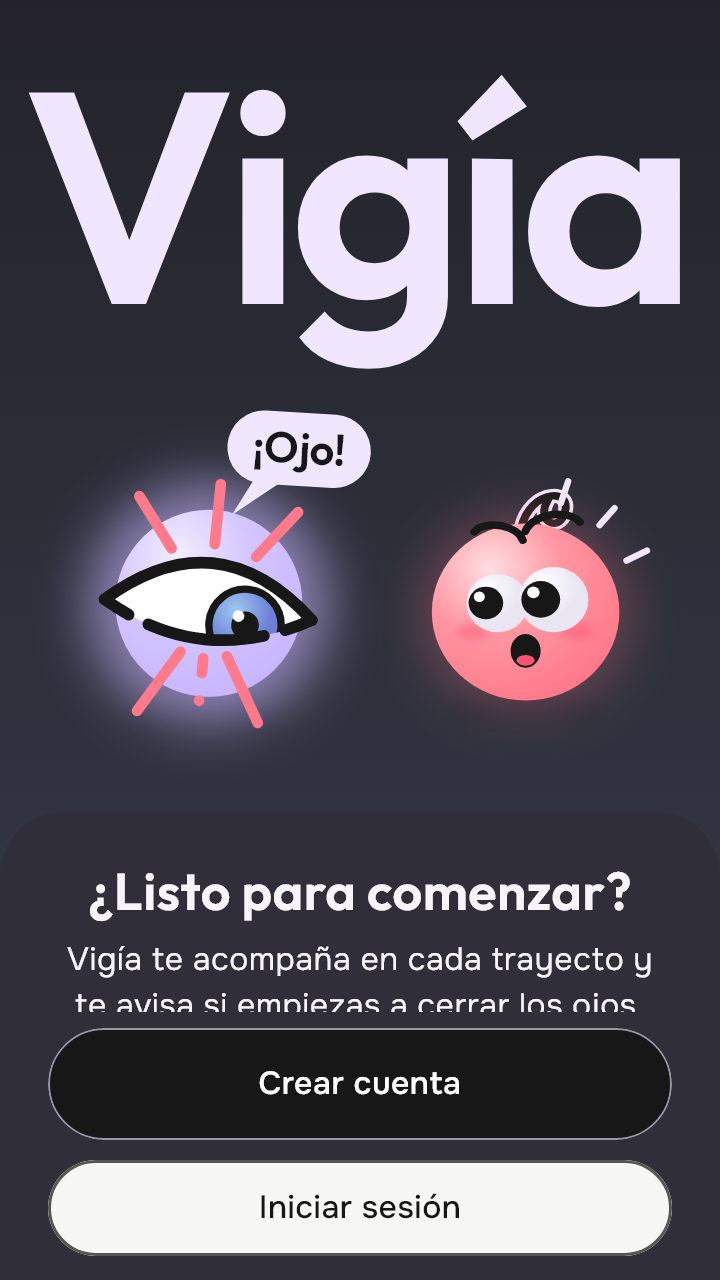 Vigía
¡Ojo!
¿Listo para comenzar?
Vigía te acompaña en cada trayecto y
te avisa si empiezas a cerrar los ojos
Crear cuenta
Iniciar sesión